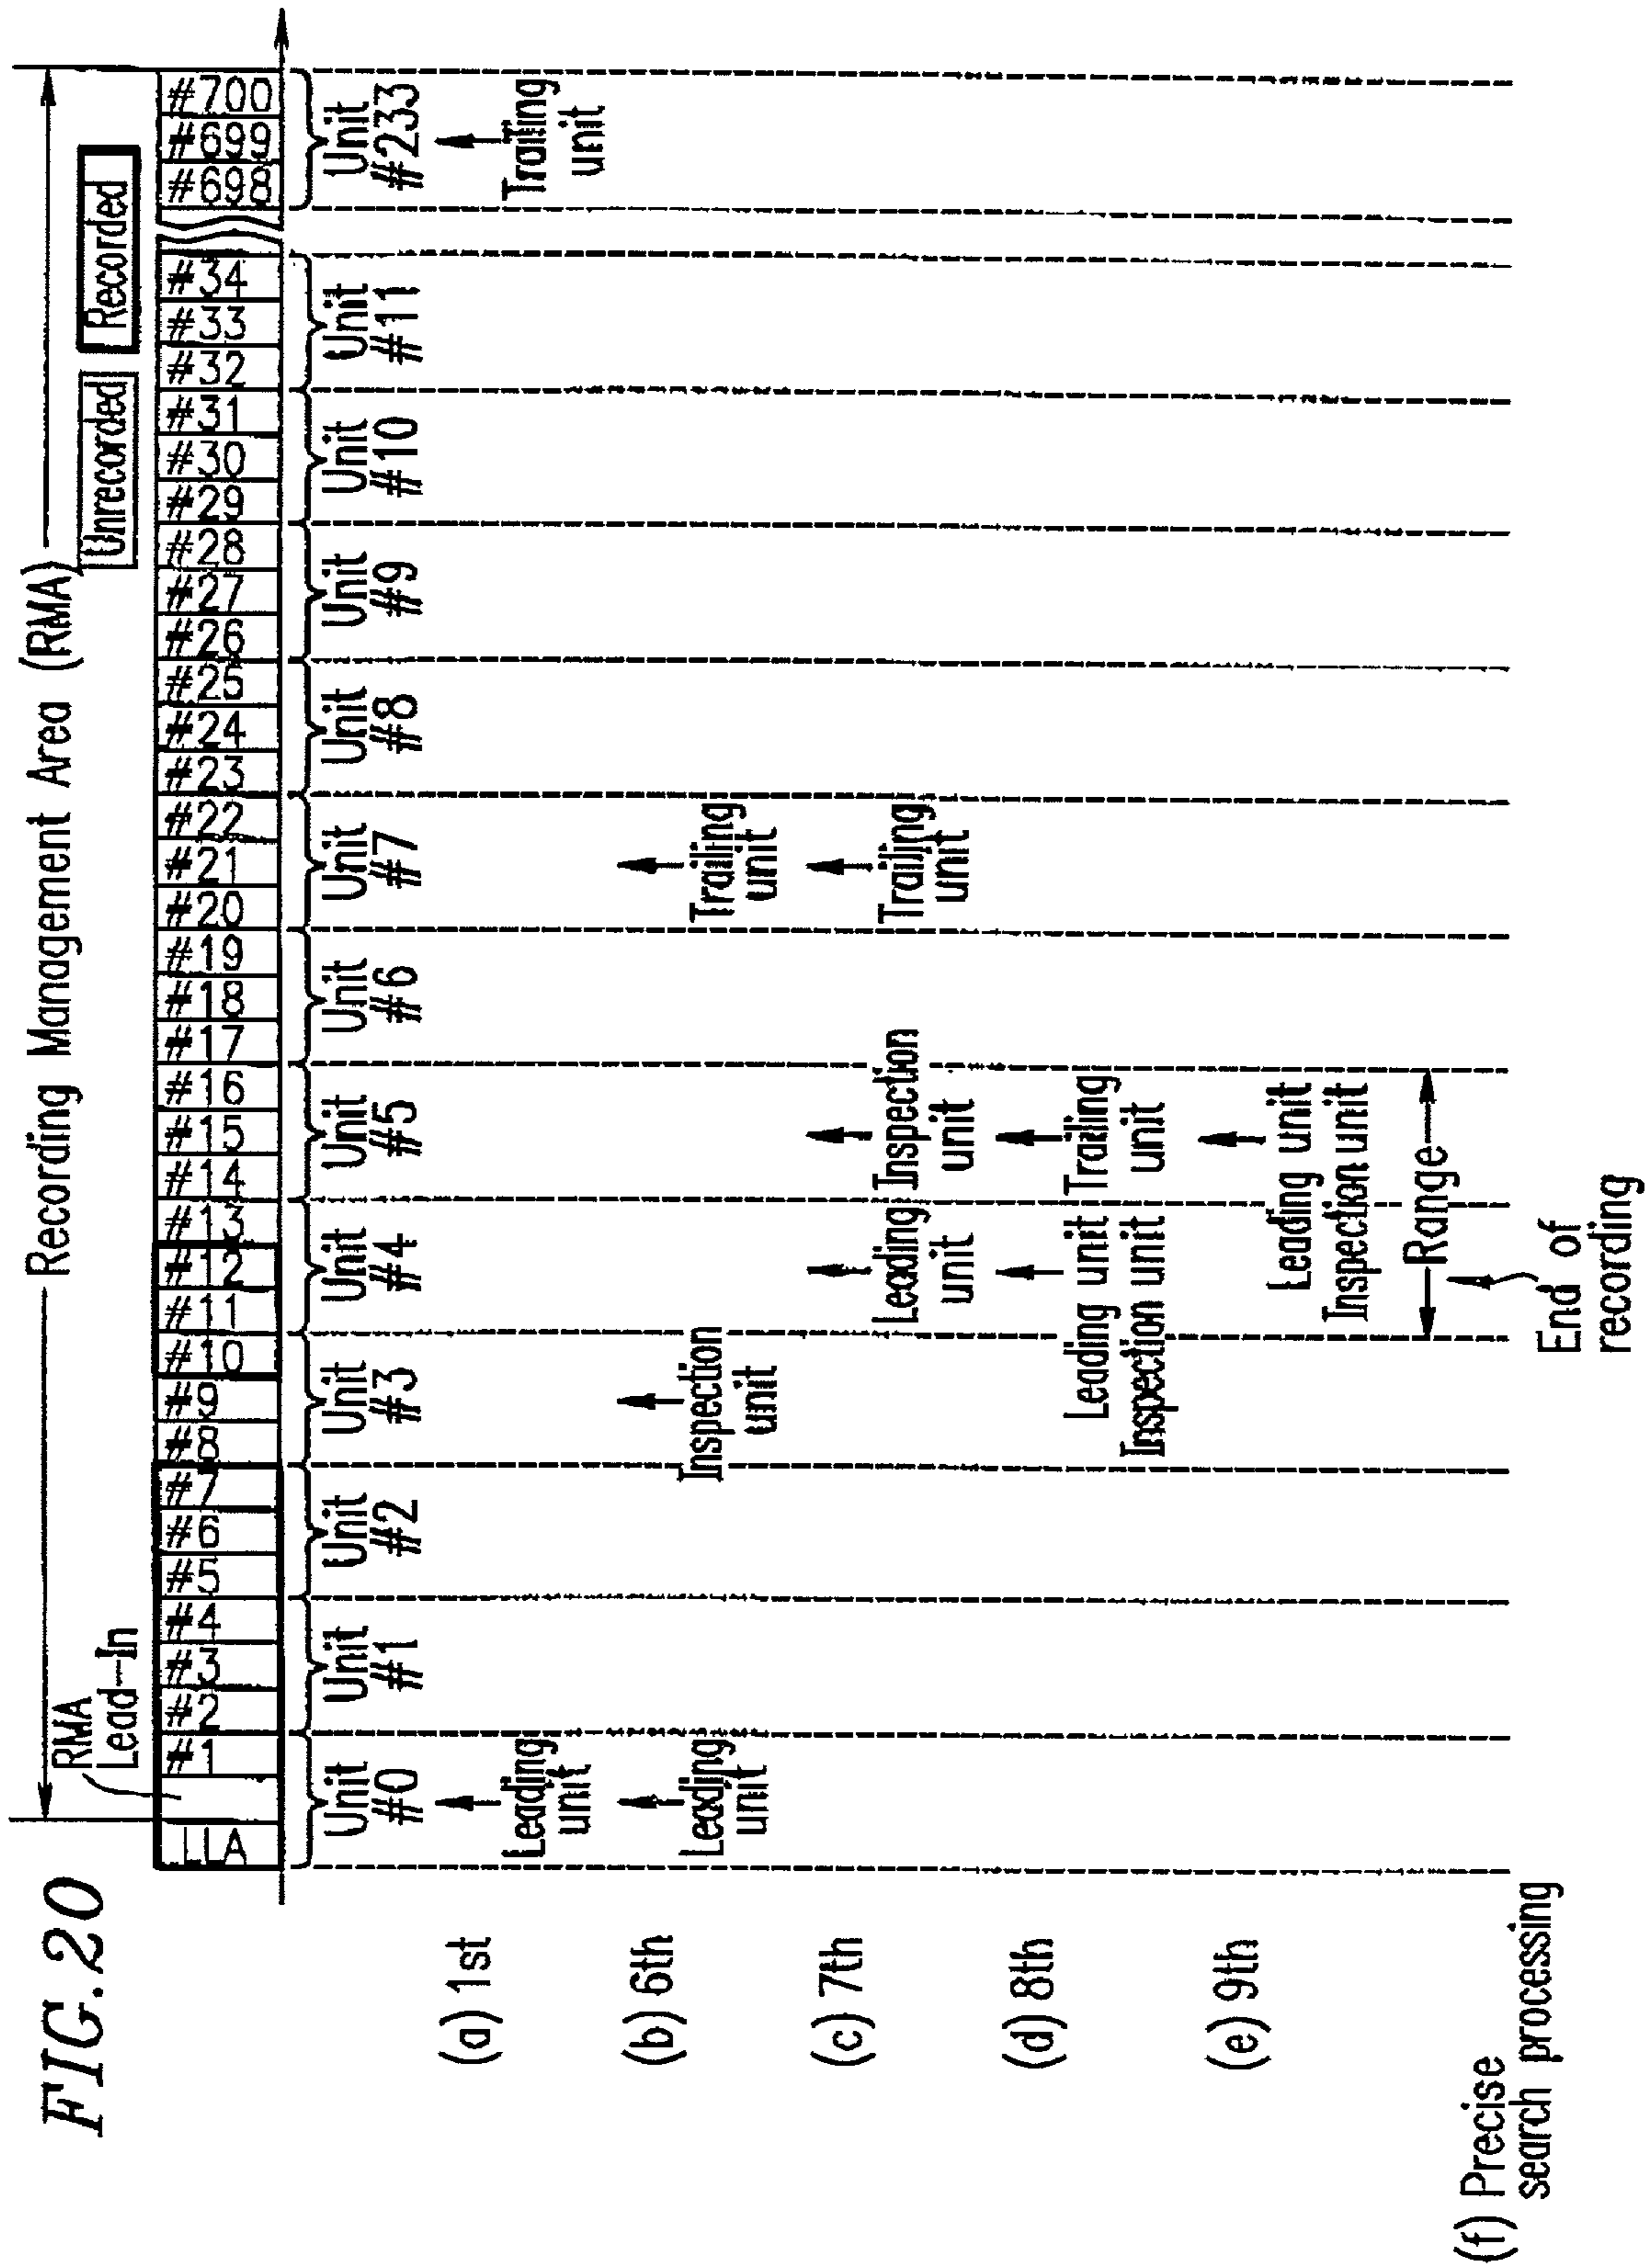 FIG.20
Recording Management Area (RMA)
RMA
Lead-In
Unrecorded
Recorded
LLA
#1
#2
#3
#4
#5
#6
#7
#8
#9
#10
#11
#12
#13
#14
#15
#16
#17
#18
#19
#20
#21
#22
#23
#24
#25
#26
#27
#28
#29
#30
#31
#32
#33
#34
#698
#699
#700
Unit
#0
Unit
#1
Unit
#2
Unit
#3
Unit
#4
Unit
#5
Unit
#6
Unit
#7
Unit
#8
Unit
#9
Unit
#10
Unit
#11
Unit
#233
(a) 1st
Leading
unit
Trailing
unit
(b) 6th
Leading
unit
Inspection
unit
Trailing
unit
(c) 7th
Leading
unit
Inspection
unit
Trailing
unit
(d) 8th
Leading unit
Inspection unit
Trailing
unit
(e) 9th
Leading unit
Inspection unit
Range
(f) Precise
search processing
End of
recording